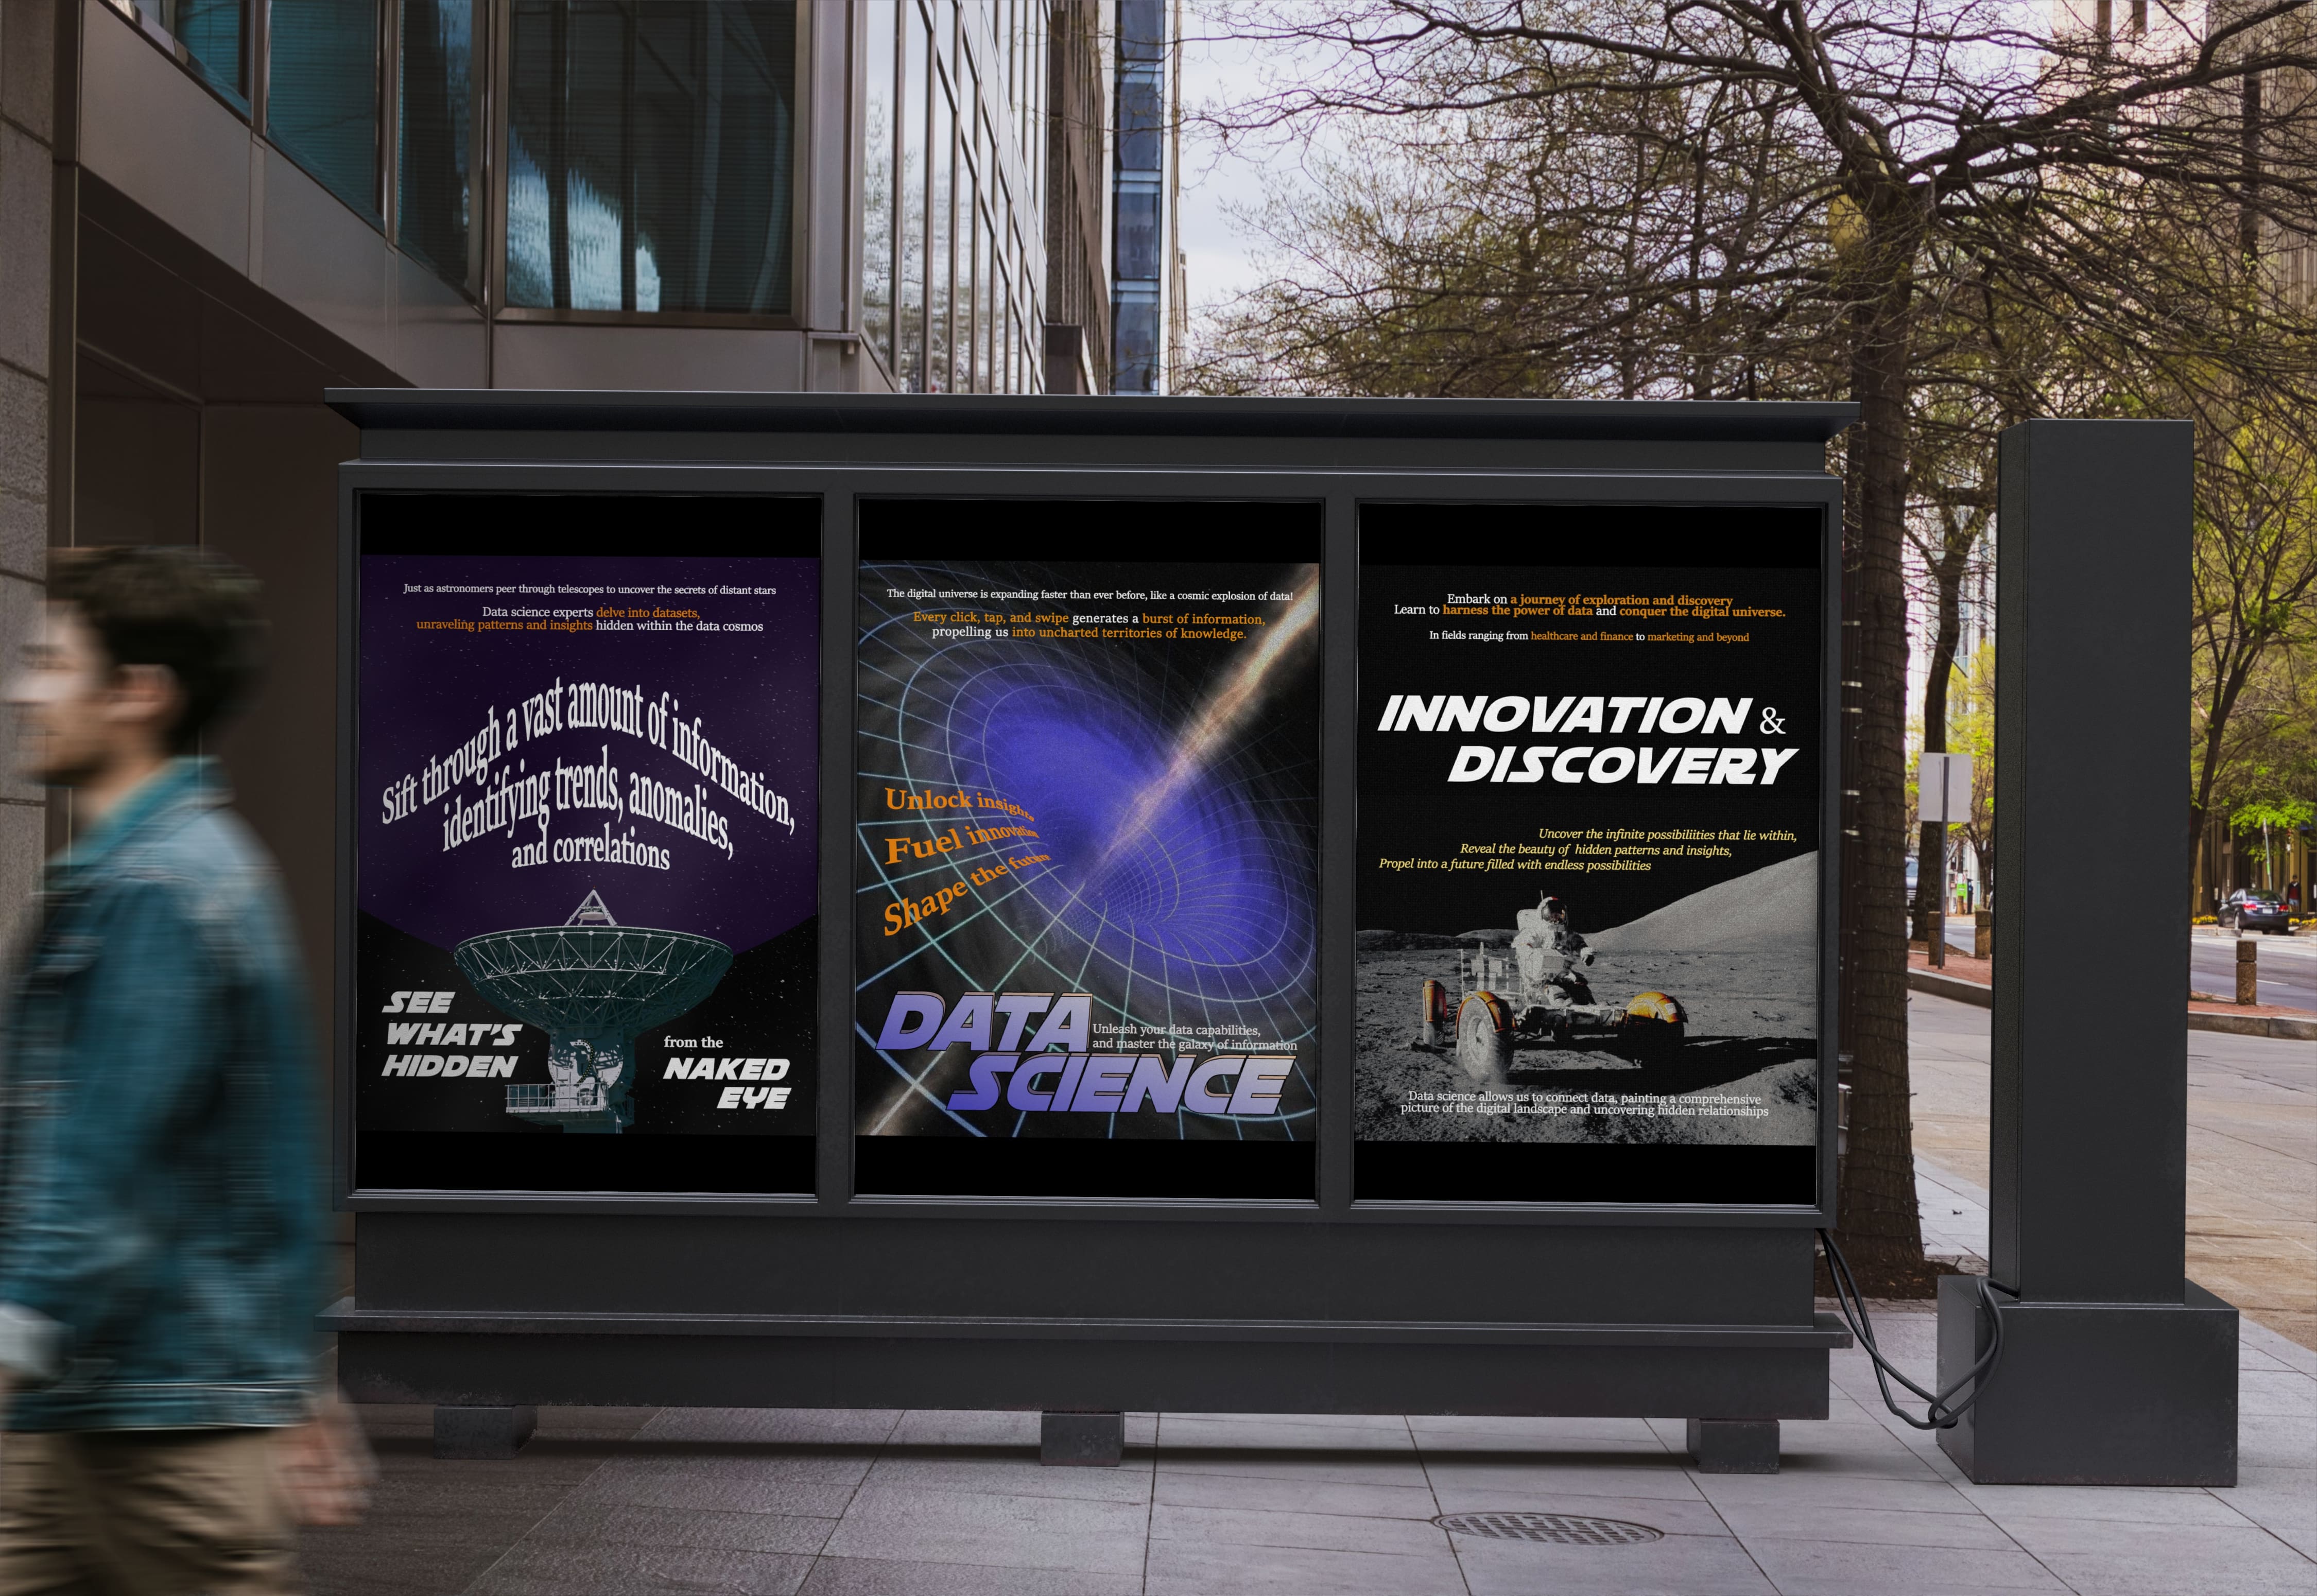 Just as astronomers peer through telescopes to uncover the secrets of distant stars
Data science experts delve into datasets,
unraveling patterns and insights hidden within the data cosmos
Sift through a vast amount of information,
identifying trends, anomalies,
and correlations
SEE
WHAT'S
HIDDEN
from the
NAKED
EYE
The digital universe is expanding faster than ever before, like a cosmic explosion of data!
Every click, tap, and swipe generates a burst of information,
propelling us into uncharted territories of knowledge.
Unlock insights
Fuel innovation
Shape the future
DATA
Unleash your data capabilities,
and master the galaxy of information
SCIENCE
Embark on a journey of exploration and discovery
Learn to harness the power of data and conquer the digital universe.
In fields ranging from healthcare and finance to marketing and beyond
INNOVATION &
DISCOVERY
Uncover the infinite possibiliities that lie within,
Reveal the beauty of hidden patterns and insights,
Propel into a future filled with endless possibilities
Data science allows us to connect data, painting a comprehensive
picture of the digital landscape and uncovering hidden relationships